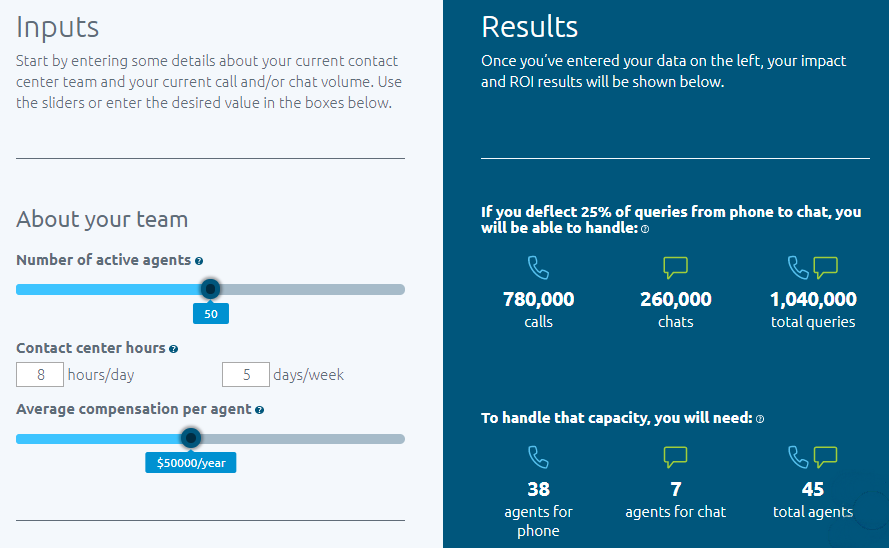 Inputs
Start by entering some details about your current contact
center team and your current call and/or chat volume. Use
the sliders or enter the desired value in the boxes below.
About your team
Number of active agents ?
50
Contact center hours ?
8 hours/day 5 days/week
Average compensation per agent ?
$50000/year
Results
Once you’ve entered your data on the left, your impact
and ROI results will be shown below.
If you deflect 25% of queries from phone to chat, you
will be able to handle: ?
780,000 260,000 1,040,000
calls chats total queries
To handle that capacity, you will need: ?
38 7 45
agents for agents for chat total agents
phone